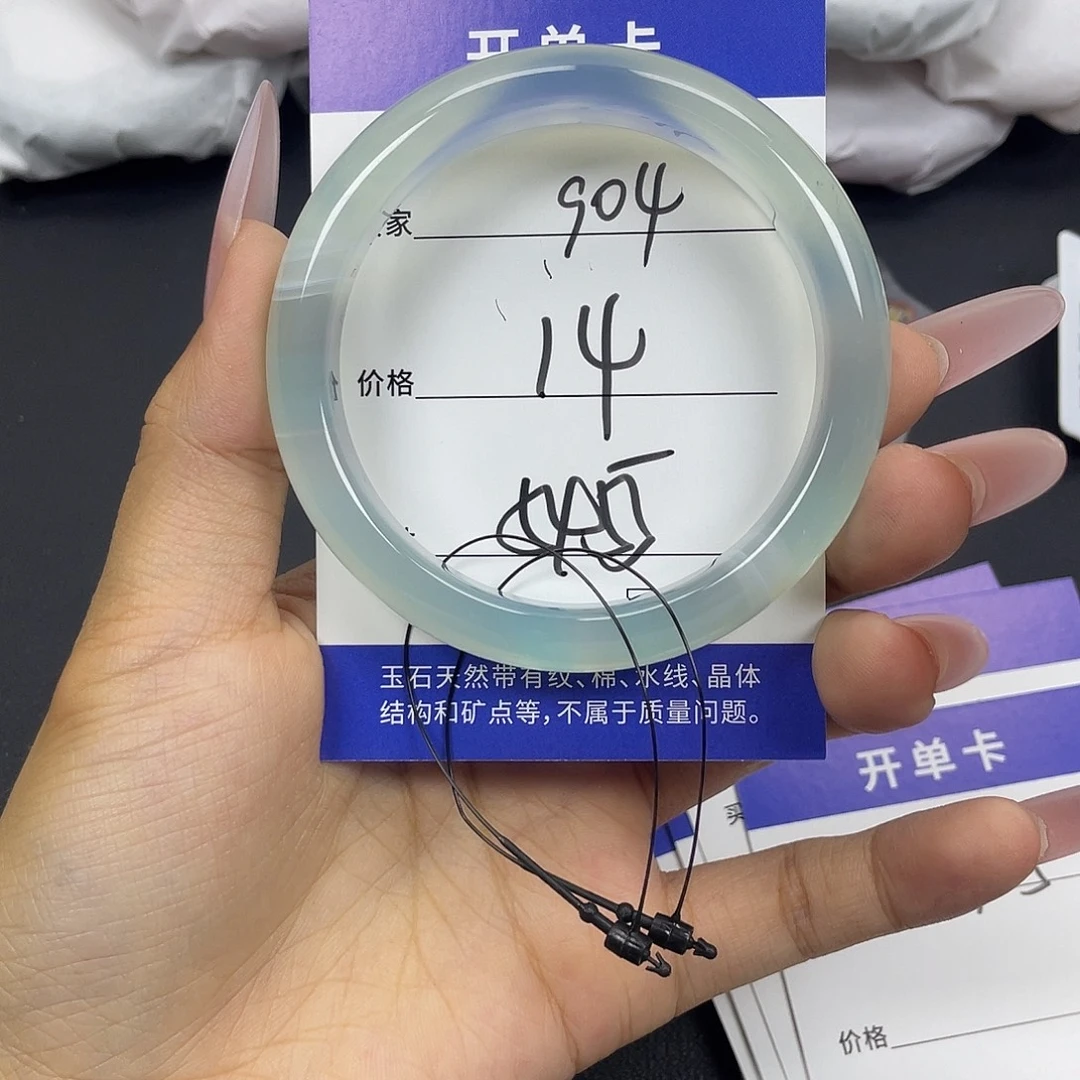 开单卡
家 904
价格 14
玉石天然带有纹、棉、水线、晶体
结构和矿点等，不属于质量问题。
开单卡
买
价格